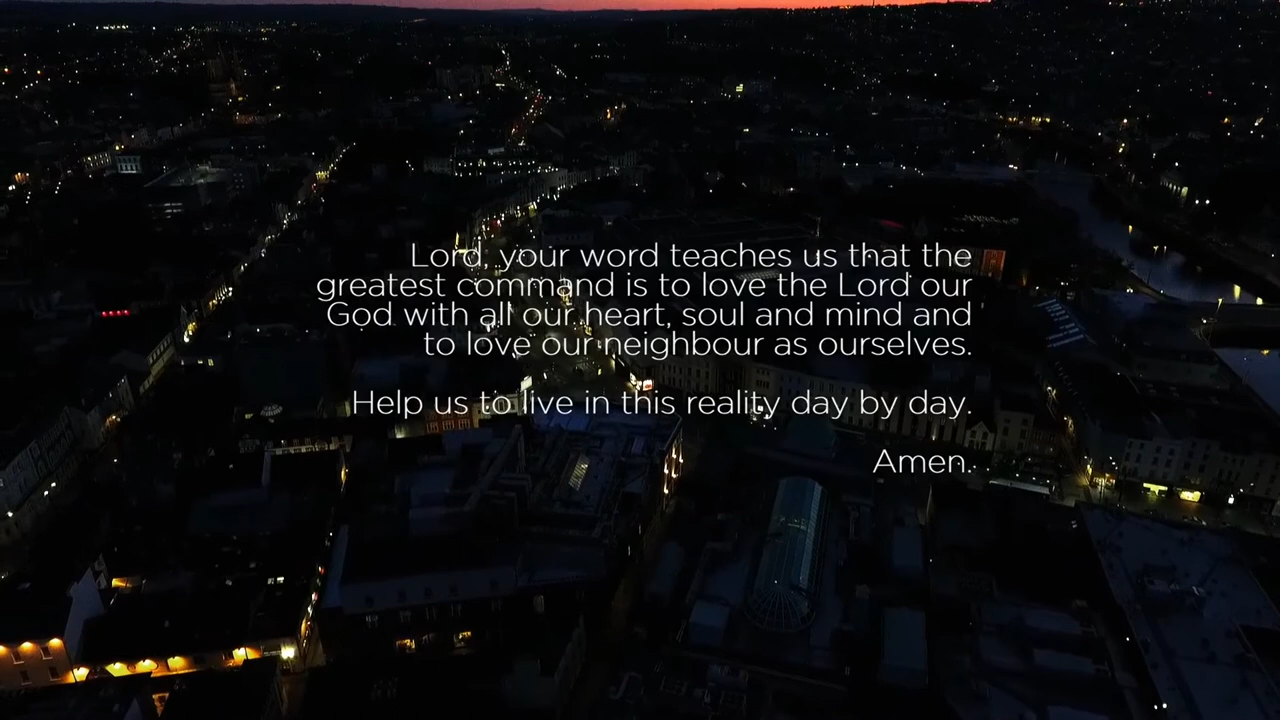 Lord, your word teaches us that the
greatest command is to love the Lord our
God with all our heart, soul and mind and
to love our neighbour as ourselves.
Help us to live in this reality day by day.
Amen.